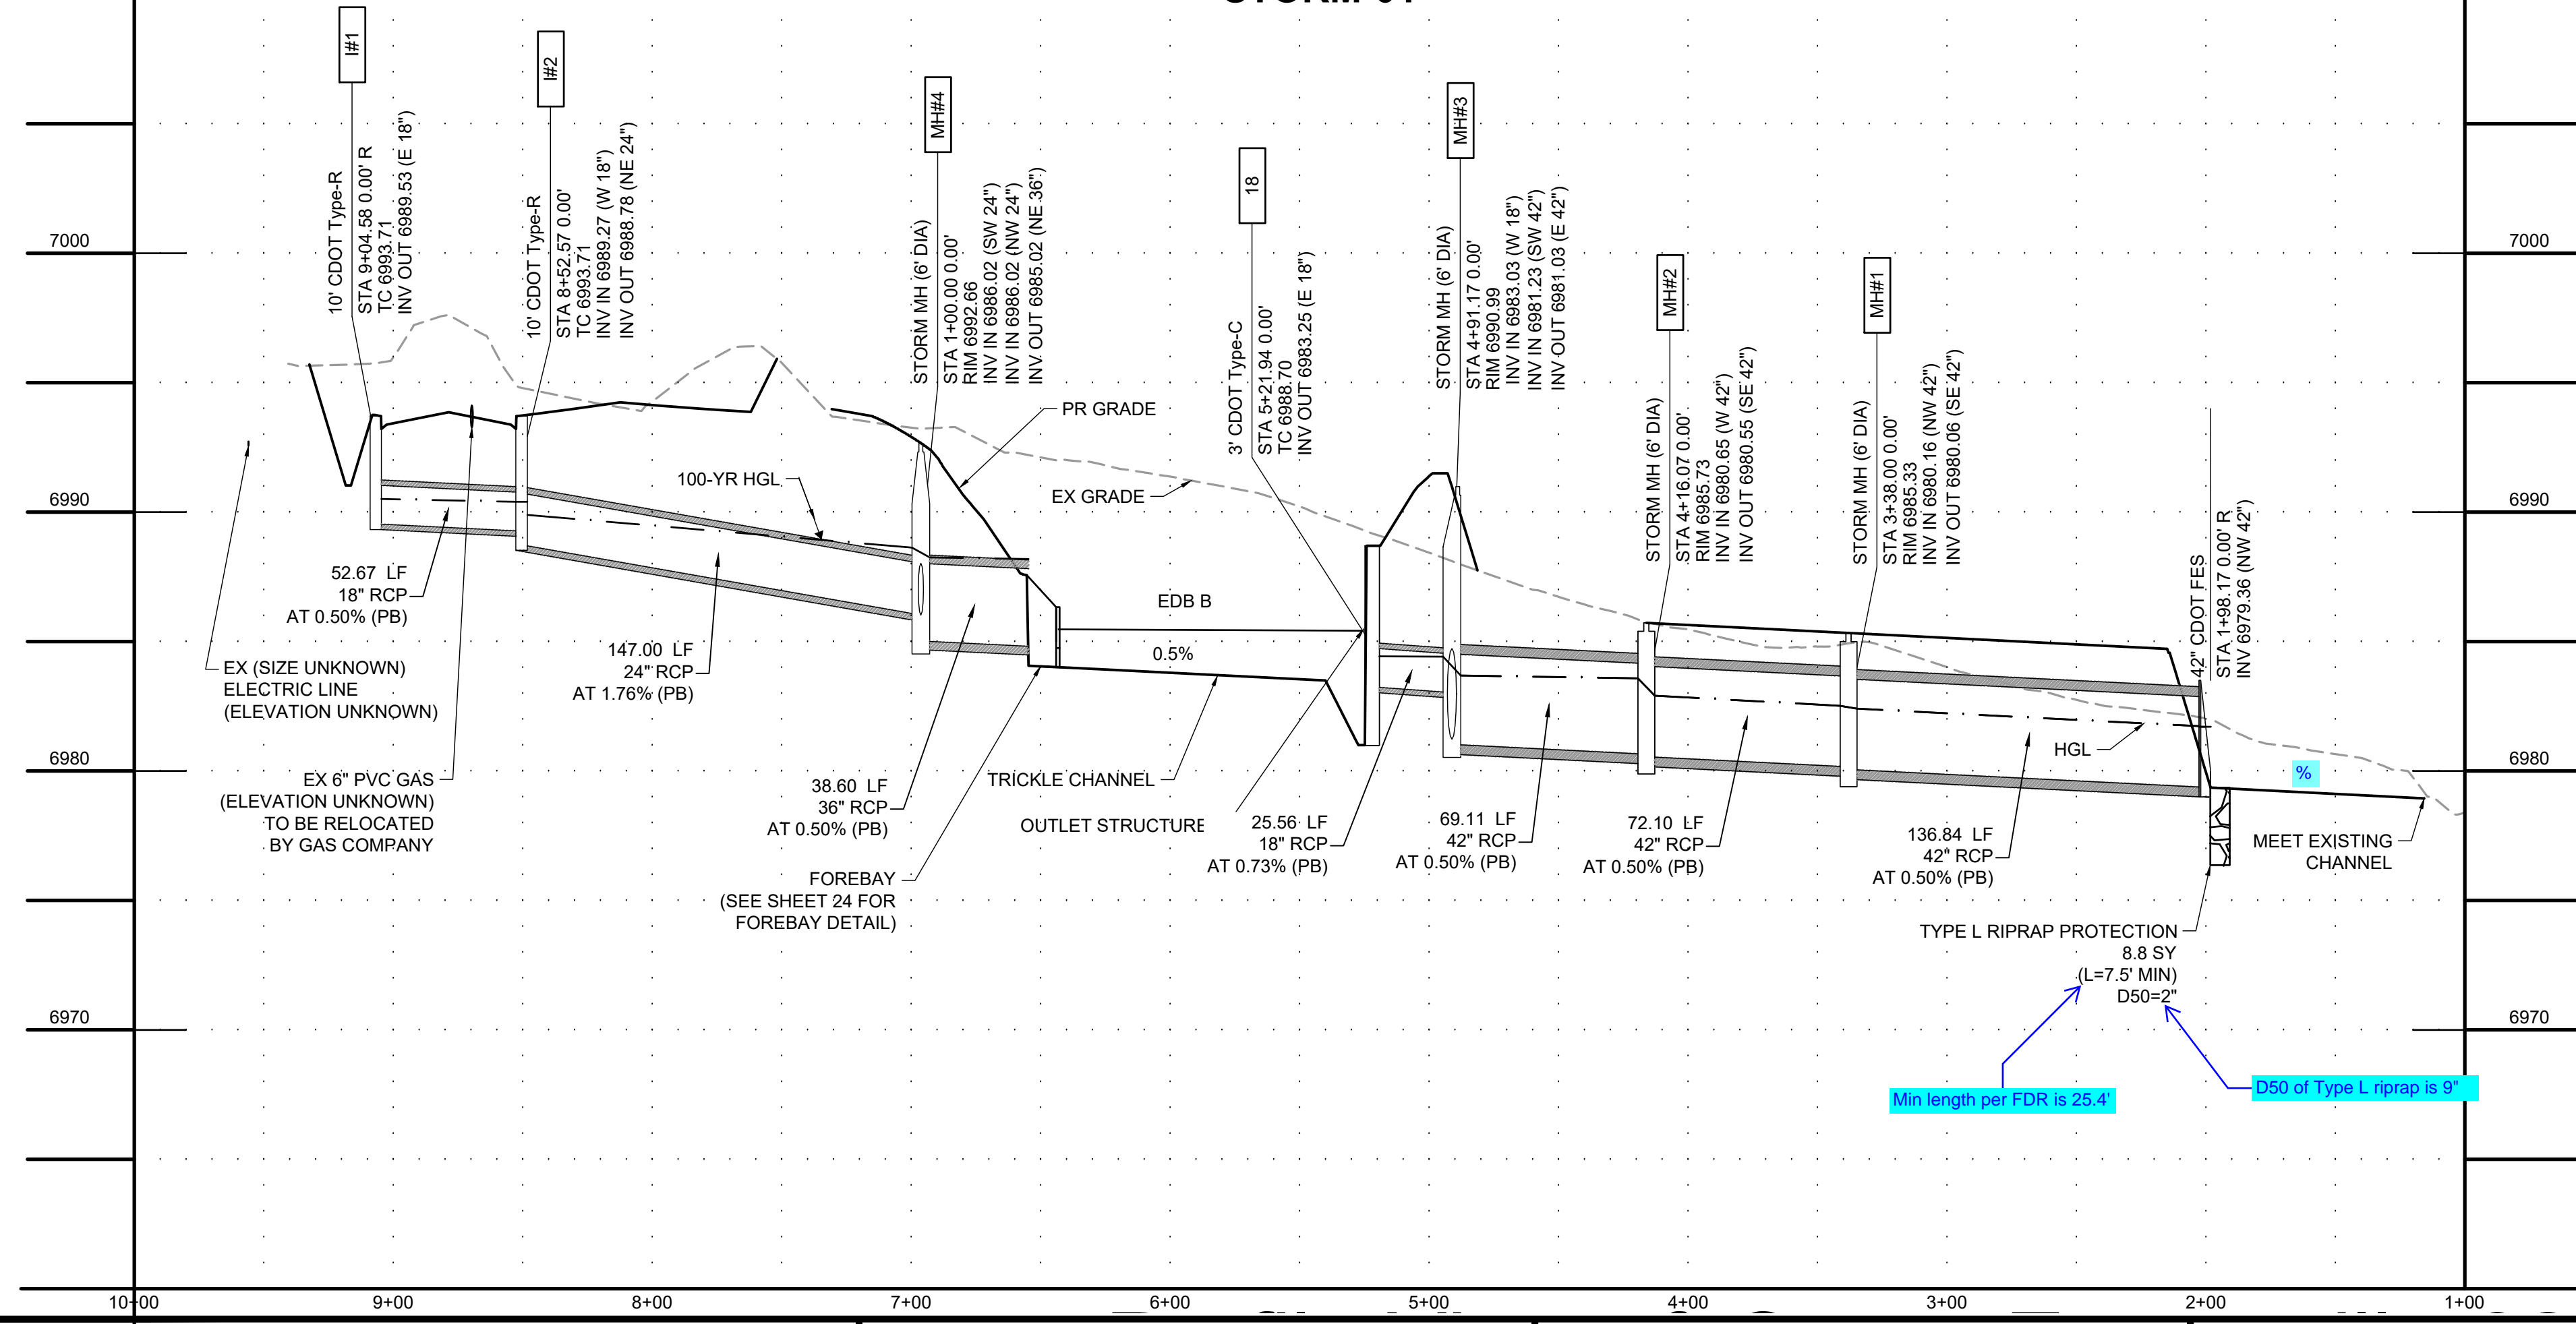 I#1
10' CDOT Type-R
STA 9+04.58 0.00' R
TC 6993.71
INV OUT 6989.53 (E 18")
I#2
10' CDOT Type-R
STA 8+52.57 0.00'
TC 6993.71
INV IN 6989.27 (W 18")
INV OUT 6988.78 (NE 24")
MH#4
STORM MH (6' DIA)
STA 1+00.00 0.00'
RIM 6992.66
INV IN 6986.02 (SW 24")
INV IN 6986.02 (NW 24")
INV OUT 6985.02 (NE 36")
18
3' CDOT Type-C
STA 5+21.94 0.00'
TC 6988.70
INV OUT 6983.25 (E 18")
MH#3
STORM MH (6' DIA)
STA 4+91.17 0.00'
RIM 6990.99
INV IN 6983.03 (W 18")
INV IN 6981.23 (SW 42")
INV OUT 6981.03 (E 42")
MH#2
STORM MH (6' DIA)
STA 4+16.07 0.00'
RIM 6985.73
INV IN 6980.65 (W 42")
INV OUT 6980.55 (SE 42")
MH#1
STORM MH (6' DIA)
STA 3+38.00 0.00'
RIM 6985.33
INV IN 6980.16 (NW 42")
INV OUT 6980.06 (SE 42")
42" CDOT FES
STA 1+98.17 0.00' R
INV 6979.36 (NW 42")
7000
7000
6990
6990
6980
6980
6970
6970
PR GRADE
100-YR HGL
EX GRADE
52.67 LF
18" RCP
AT 0.50% (PB)
EDB B
0.5%
147.00 LF
24" RCP
AT 1.76% (PB)
EX (SIZE UNKNOWN)
ELECTRIC LINE
(ELEVATION UNKNOWN)
EX 6" PVC GAS
(ELEVATION UNKNOWN)
TO BE RELOCATED
BY GAS COMPANY
38.60 LF
36" RCP
AT 0.50% (PB)
TRICKLE CHANNEL
OUTLET STRUCTURE
FOREBAY
(SEE SHEET 24 FOR
FOREBAY DETAIL)
25.56 LF
18" RCP
AT 0.73% (PB)
69.11 LF
42" RCP
AT 0.50% (PB)
72.10 LF
42" RCP
AT 0.50% (PB)
136.84 LF
42" RCP
AT 0.50% (PB)
HGL
%
MEET EXISTING
CHANNEL
TYPE L RIPRAP PROTECTION
8.8 SY
(L=7.5' MIN)
D50=2"
Min length per FDR is 25.4'
D50 of Type L riprap is 9"
10+00
9+00
8+00
7+00
6+00
5+00
4+00
3+00
2+00
1+00